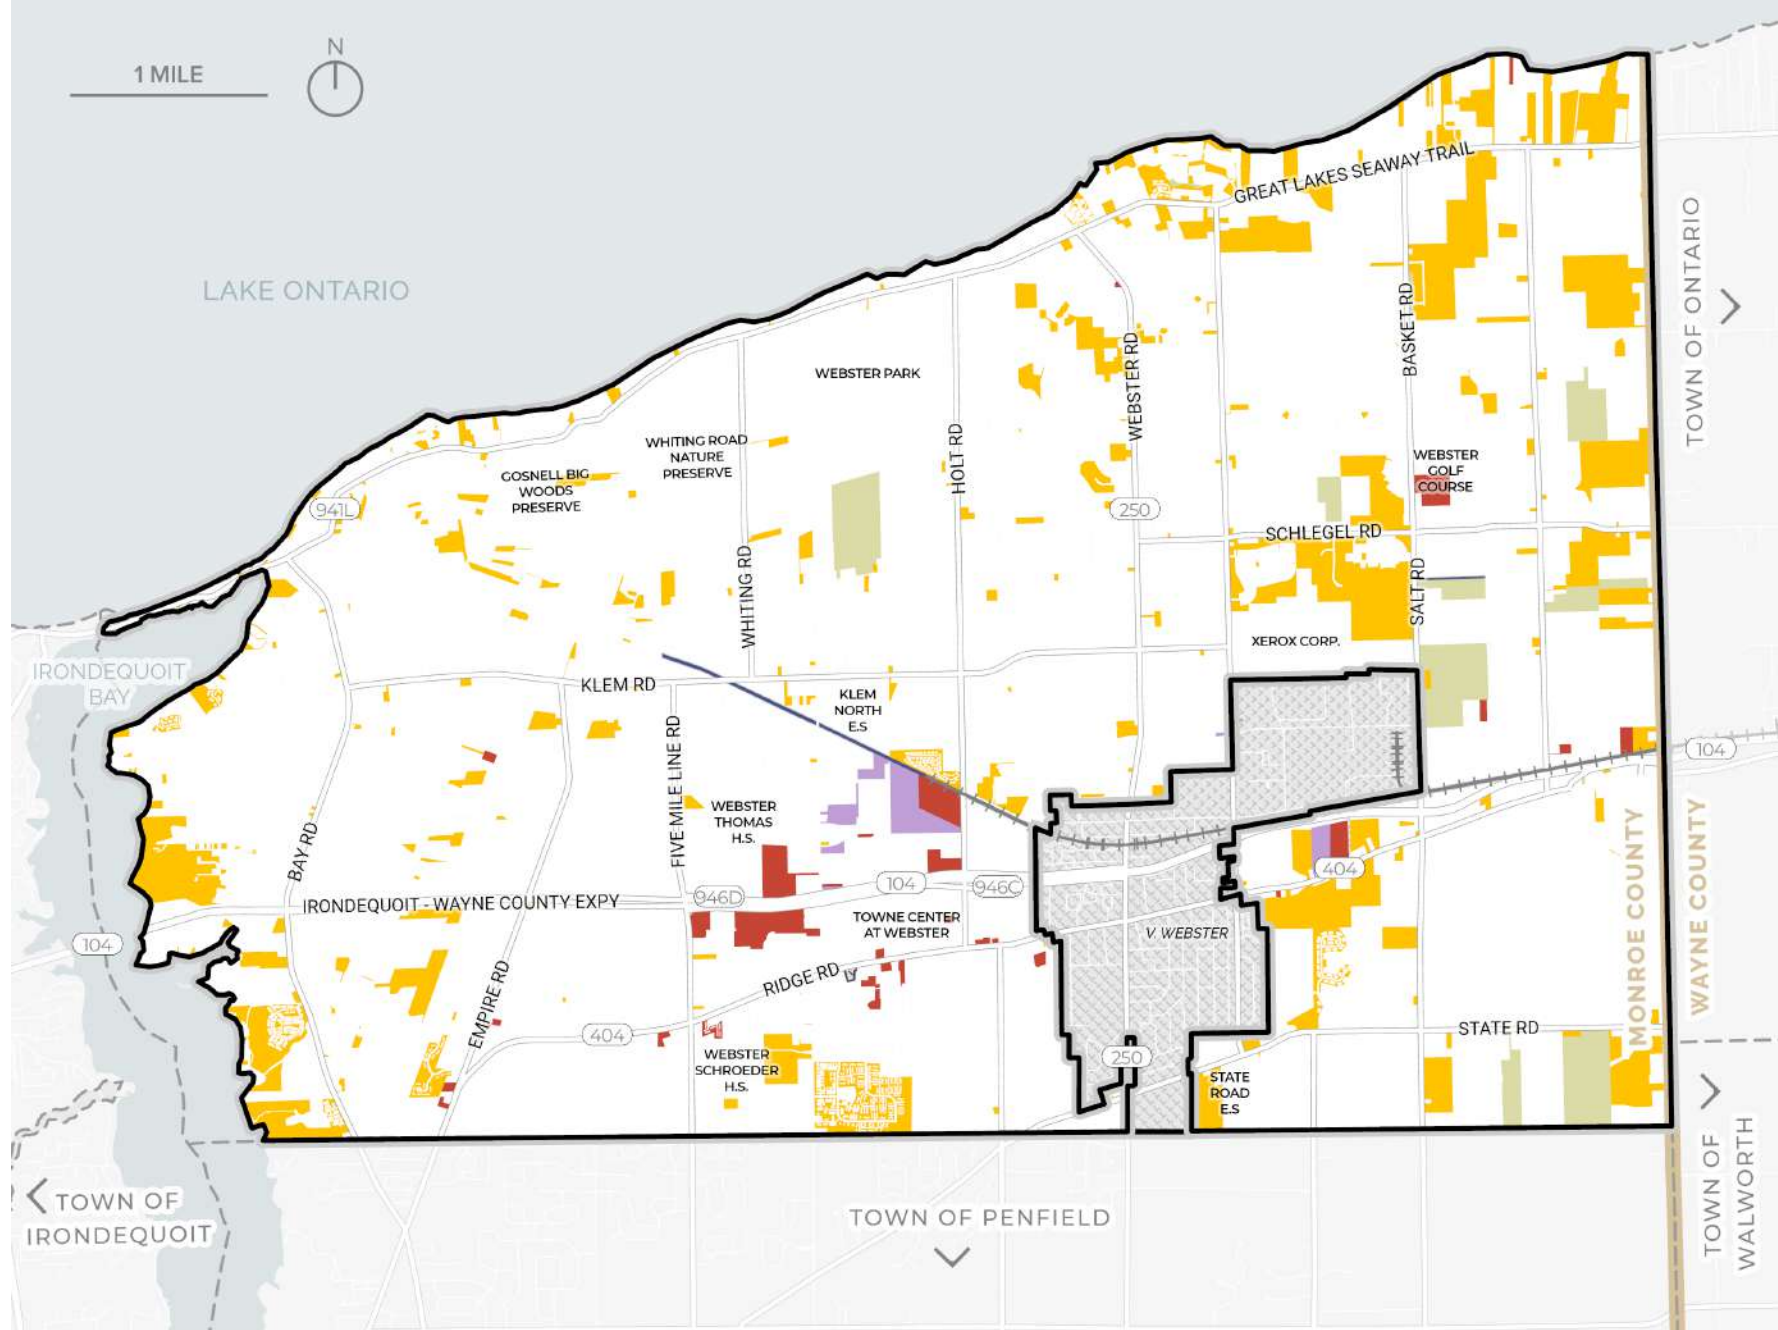 N
1 MILE
LAKE ONTARIO
GREAT LAKES SEAWAY TRAIL
TOWN OF ONTARIO
WEBSTER PARK
WEBSTER RD
BASKET RD
HOLT RD
WHITING ROAD
NATURE
PRESERVE
GOSNELL BIG
WOODS
PRESERVE
WEBSTER
GOLF
COURSE
941L
250
SCHLEGEL RD
WHITING RD
SALT RD
XEROX CORP.
IRONDEQUOIT
BAY
KLEM RD
KLEM
NORTH
E.S
FIVE-MILE LINE RD
104
WEBSTER
THOMAS
H.S.
BAY RD
MONROE COUNTY
WAYNE COUNTY
404
946D
104
946C
IRONDEQUOIT - WAYNE COUNTY EXPY
TOWNE CENTER
AT WEBSTER
V. WEBSTER
104
RIDGE RD
EMPIRE RD
404
STATE RD
WEBSTER
SCHROEDER
H.S.
250
STATE
ROAD
E.S
TOWN OF
IRONDEQUOIT
TOWN OF PENFIELD
TOWN OF
WALWORTH